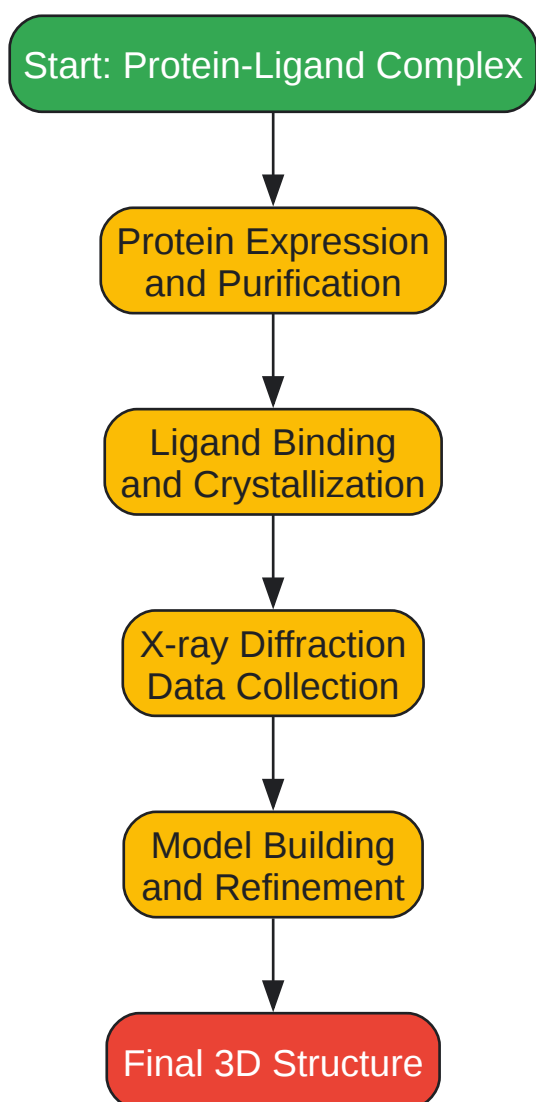 Start: Protein-Ligand Complex
Protein Expression
and Purification
Ligand Binding
and Crystallization
X-ray Diffraction
Data Collection
Model Building
and Refinement
Final 3D Structure